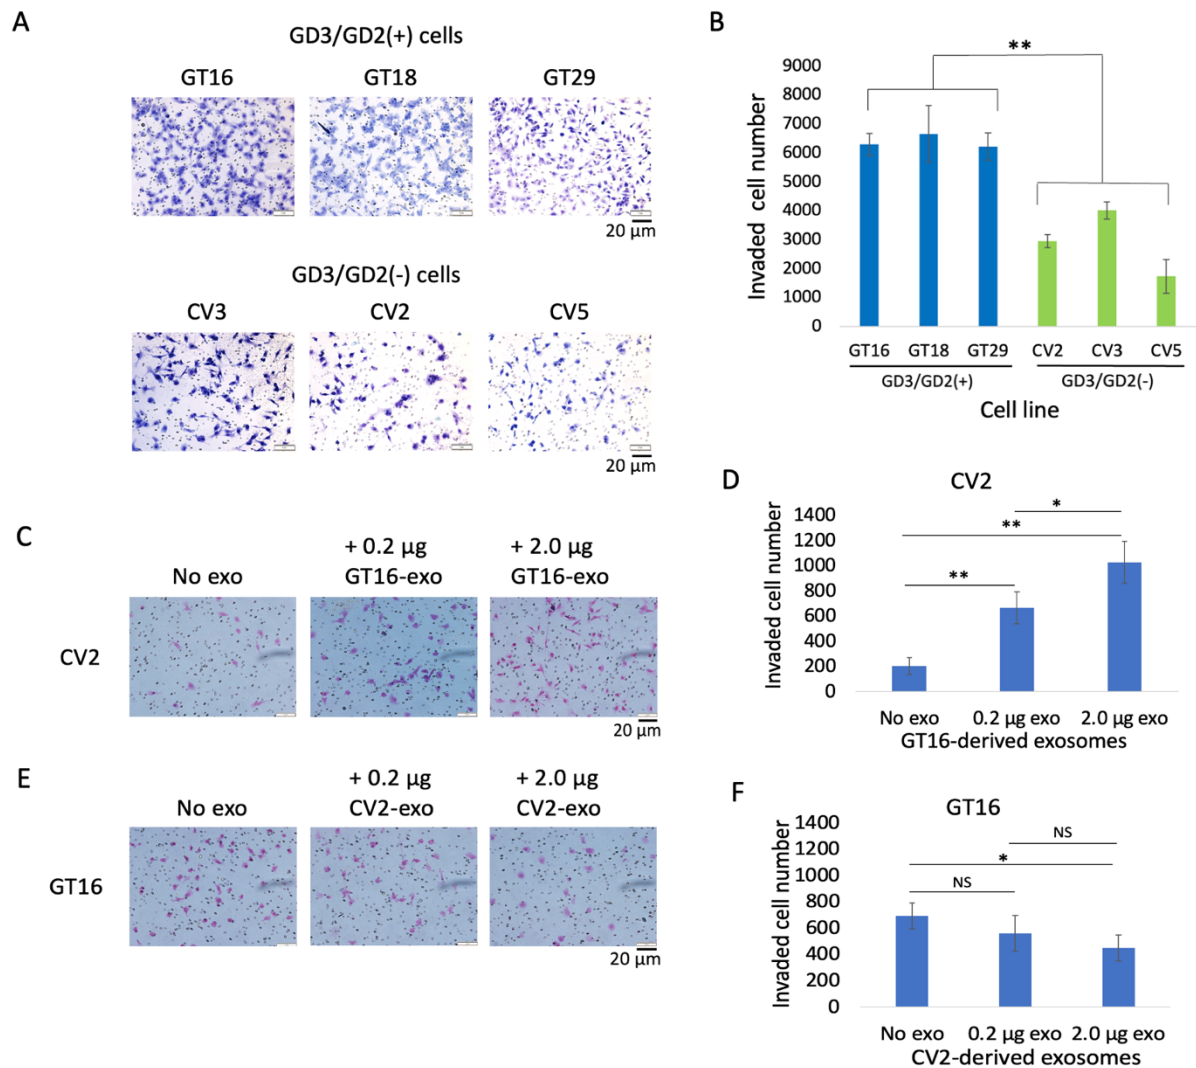 A
GD3/GD2(+) cells
GT16 GT18 GT29
20 µm
GD3/GD2(-) cells
CV3 CV2 CV5
20 µm
B
**
Invaded cell number
9000
8000
7000
6000
5000
4000
3000
2000
1000
0
GT16 GT18 GT29 CV2 CV3 CV5
GD3/GD2(+) GD3/GD2(-)
Cell line
C
No exo
+ 0.2 µg
GT16-exo
+ 2.0 µg
GT16-exo
CV2
20 µm
D
CV2
Invaded cell number
1400
1200
1000
800
600
400
200
0
*
**
**
No exo 0.2 µg exo 2.0 µg exo
GT16-derived exosomes
E
No exo
+ 0.2 µg
CV2-exo
+ 2.0 µg
CV2-exo
GT16
20 µm
F
GT16
Invaded cell number
1400
1200
1000
800
600
400
200
0
NS
*
NS
No exo 0.2 µg exo 2.0 µg exo
CV2-derived exosomes